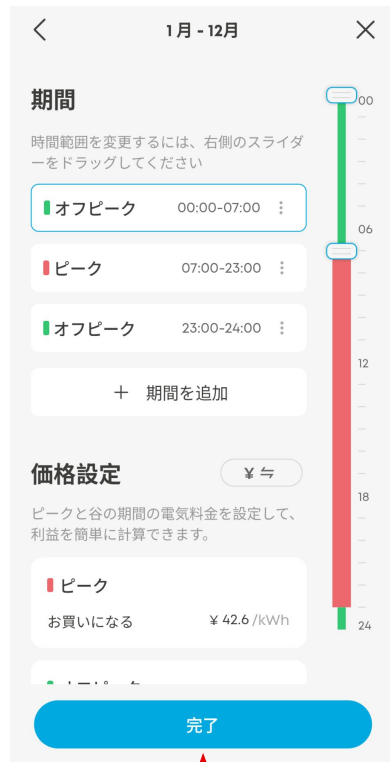 1月 - 12月
期間
時間範囲を変更するには、右側のスライダ
ーをドラッグしてください
オフピーク 00:00-07:00
ピーク 07:00-23:00
オフピーク 23:00-24:00
+ 期間を追加
00
06
12
18
24
価格設定 ¥ ⇋
ピークと谷の期間の電気料金を設定して、
利益を簡単に計算できます。
ピーク
お買いになる ¥ 42.6 /kWh
完了